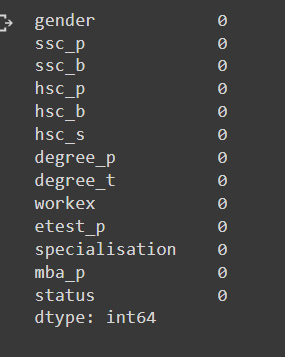 gender 0
ssc_p 0
ssc_b 0
hsc_p 0
hsc_b 0
hsc_s 0
degree_p 0
degree_t 0
workex 0
etest_p 0
specialisation 0
mba_p 0
status 0
dtype: int64